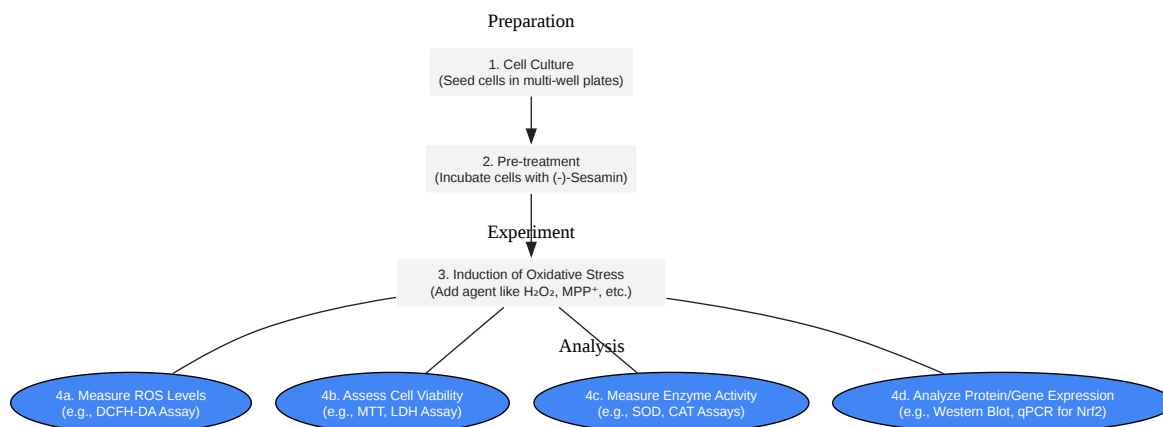 Preparation
1. Cell Culture
(Seed cells in multi-well plates)
2. Pre-treatment
(Incubate cells with (-)-Sesamin)
Experiment
3. Induction of Oxidative Stress
(Add agent like H₂O₂, MPP⁺, etc.)
Analysis
4a. Measure ROS Levels
(e.g., DCFH-DA Assay)
4b. Assess Cell Viability
(e.g., MTT, LDH Assay)
4c. Measure Enzyme Activity
(e.g., SOD, CAT Assays)
4d. Analyze Protein/Gene Expression
(e.g., Western Blot, qPCR for Nrf2)